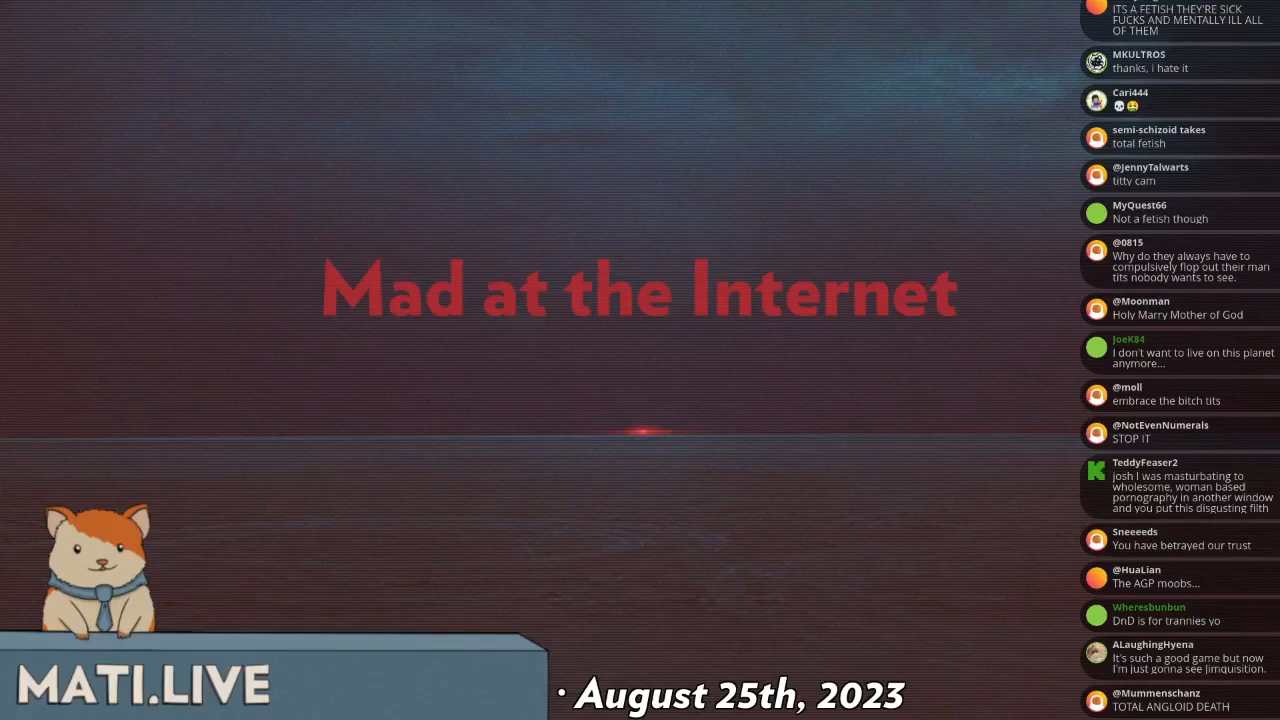 ITS A FETISH THEY'RE SICK
FUCKS AND MENTALLY ILL ALL
OF THEM
MKULTROS
thanks, i hate it
Cari444
💀🤮
semi-schizoid takes
total fetish
@JennyTalwarts
titty cam
MyQuest66
Not a fetish though
@0815
Why do they always have to
compulsively flop out their man
tits nobody wants to see.
@Moonman
Holy Marry Mother of God
JoeK84
I don't want to live on this planet
anymore...
@moll
embrace the bitch tits
@NotEvenNumerals
STOP IT
TeddyFeaser2
josh I was masturbating to
wholesome, woman based
pornography in another window
and you put this disgusting filth
Sneeeeds
You have betrayed our trust
@HuaLian
The AGP moobs...
Wheresbunbun
DnD is for trannies yo
ALaughingHyena
It's such a good game but now
I'm just gonna see Jimquisition.
@Mummenschanz
TOTAL ANGLOID DEATH
Mad at the Internet
MATI.LIVE
· August 25th, 2023